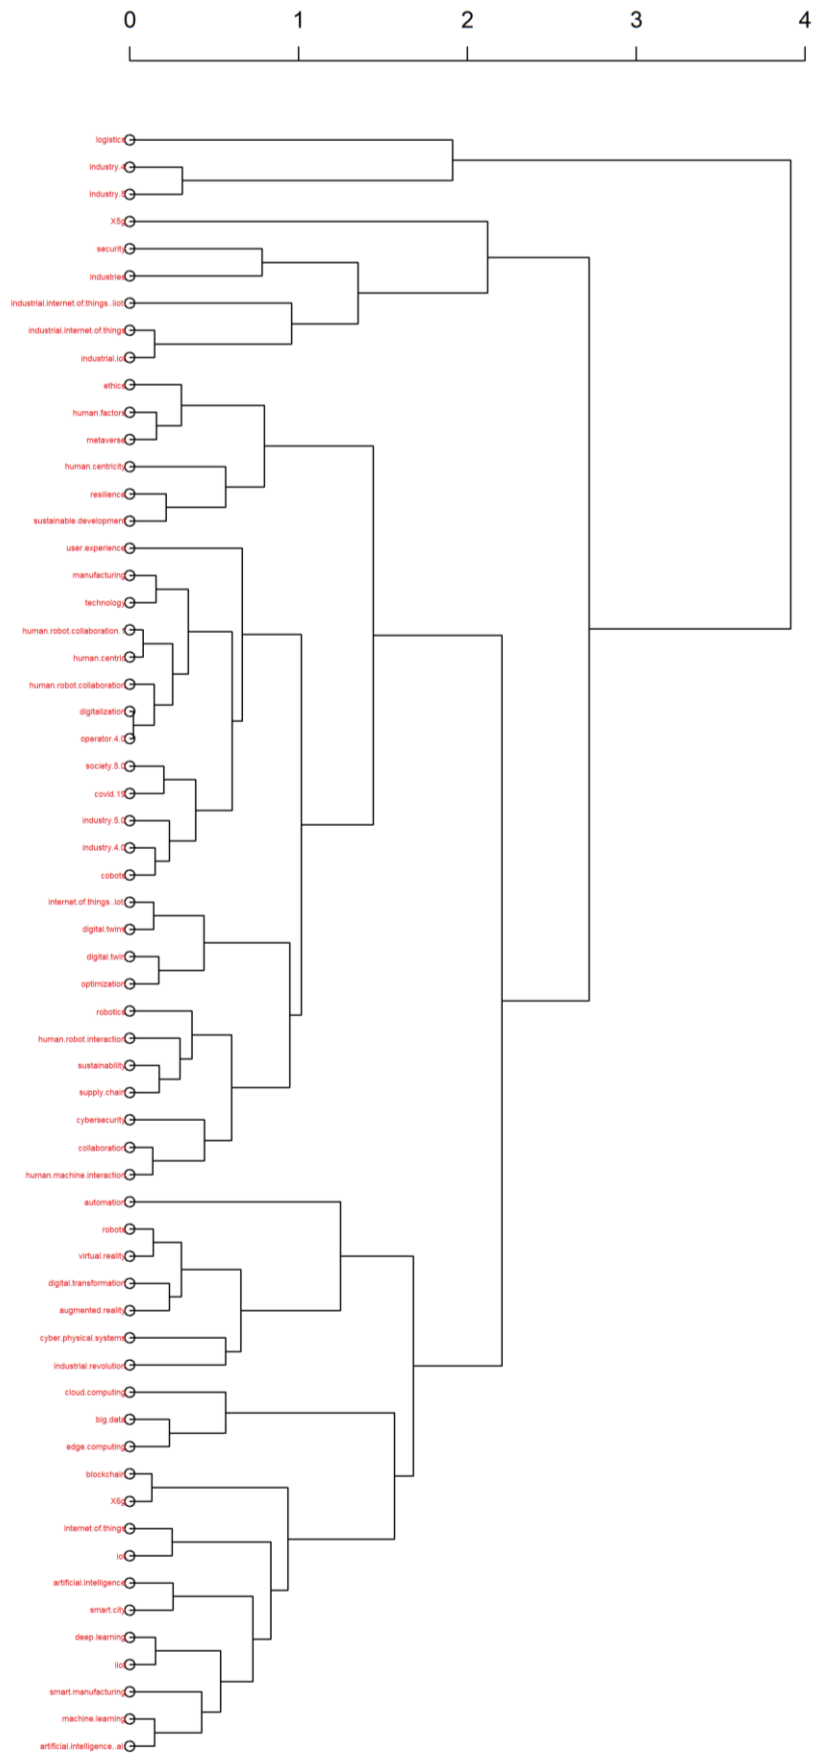 0 1 2 3 4
logistics
industry.4
industry.5
X5g
security
industries
industrial.internet.of.things..iiot
industrial.internet.of.things
industrial.iot
ethics
human.factors
metaverse
human.centricity
resilience
sustainable.development
user.experience
manufacturing
technology
human.robot.collaboration.1
human.centric
human.robot.collaboration
digitalization
operator.4.0
society.5.0
covid.19
industry.5.0
industry.4.0
cobots
internet.of.things..iot
digital.twins
digital.twin
optimization
robotics
human.robot.interaction
sustainability
supply.chain
cybersecurity
collaboration
human.machine.interaction
automation
robots
virtual.reality
digital.transformation
augmented.reality
cyber.physical.systems
industrial.revolution
cloud.computing
big.data
edge.computing
blockchain
X6g
internet.of.things
iot
artificial.intelligence
smart.city
deep.learning
iiot
smart.manufacturing
machine.learning
artificial.intelligence..ai